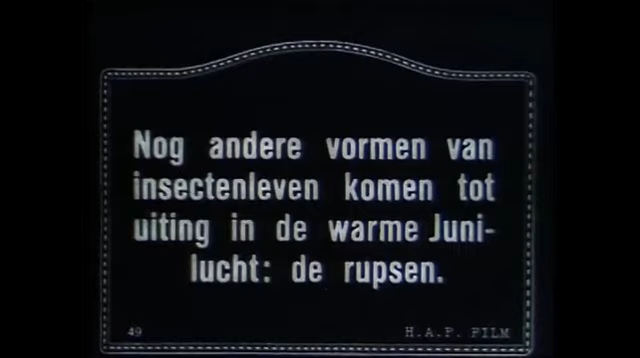 Nog andere vormen van
insectenleven komen tot
uiting in de warme Juni-
lucht: de rupsen.
49 H.A.P. FILM